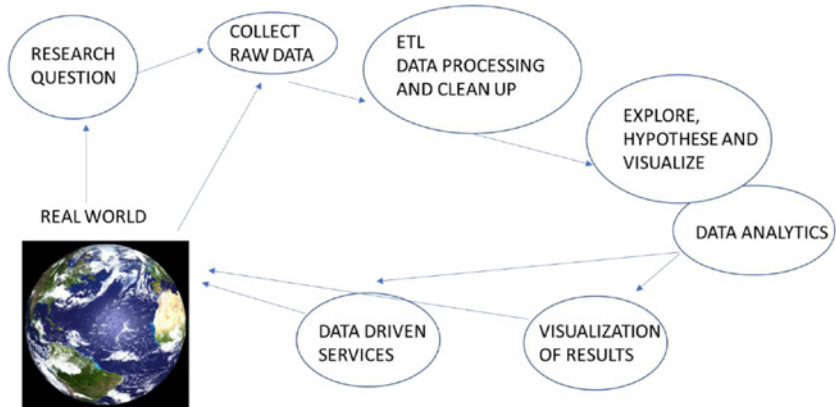 RESEARCH
QUESTION
COLLECT
RAW DATA
ETL
DATA PROCESSING
AND CLEAN UP
EXPLORE,
HYPOTHESE AND
VISUALIZE
REAL WORLD
DATA ANALYTICS
DATA DRIVEN
SERVICES
VISUALIZATION
OF RESULTS